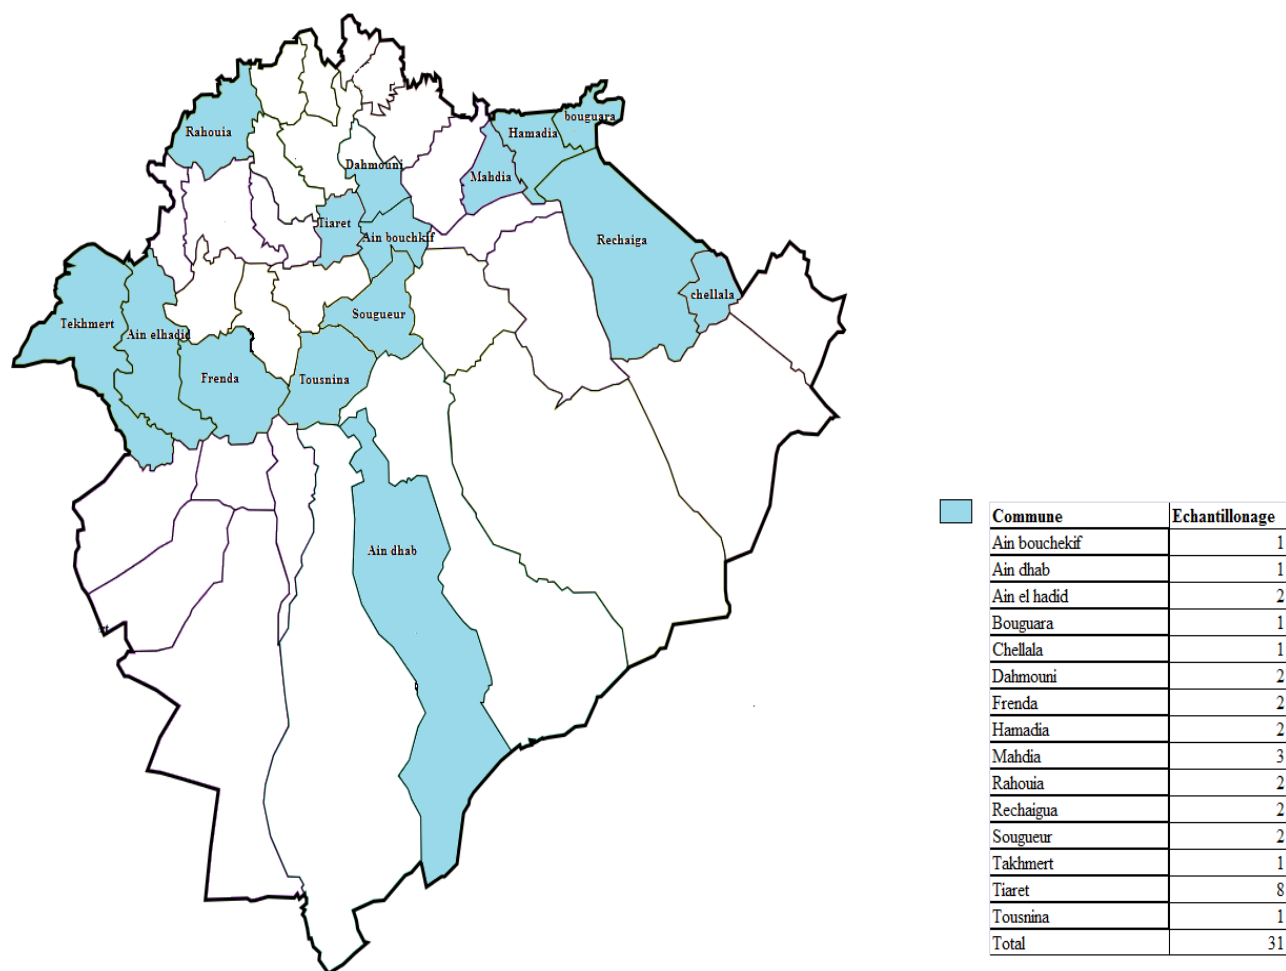 bouguara
Rahouia
Hamadia
Dahmouni
Mahdia
Tiaret
Ain bouchkif
Rechaiga
chellala
Sougueur
Tekhmert
Ain elhadid
Frenda
Tousnina
Ain dhab
Commune Echantillonage
Ain bouchekif 1
Ain dhab 1
Ain el hadid 2
Bouguara 1
Chellala 1
Dahmouni 2
Frenda 2
Hamadia 2
Mahdia 3
Rahouia 2
Rechaigua 2
Sougueur 2
Takhmert 1
Tiaret 8
Tousnina 1
Total 31